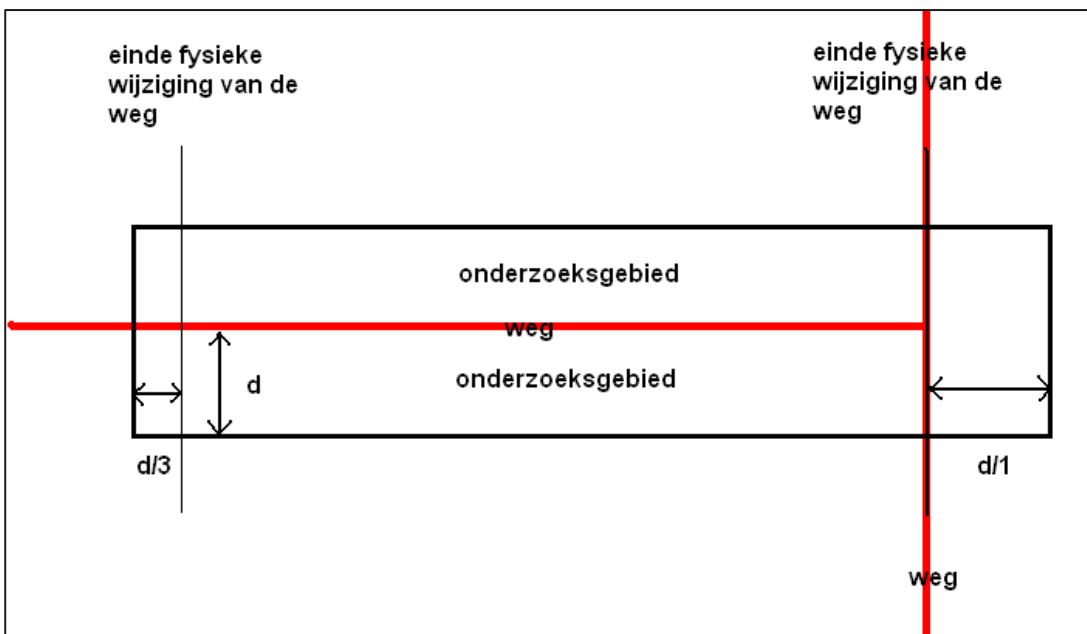 einde fysieke
wijziging van de
weg
einde fysieke
wijziging van de
weg
onderzoeksgebied
weg
d
onderzoeksgebied
d/3
d/1
weg